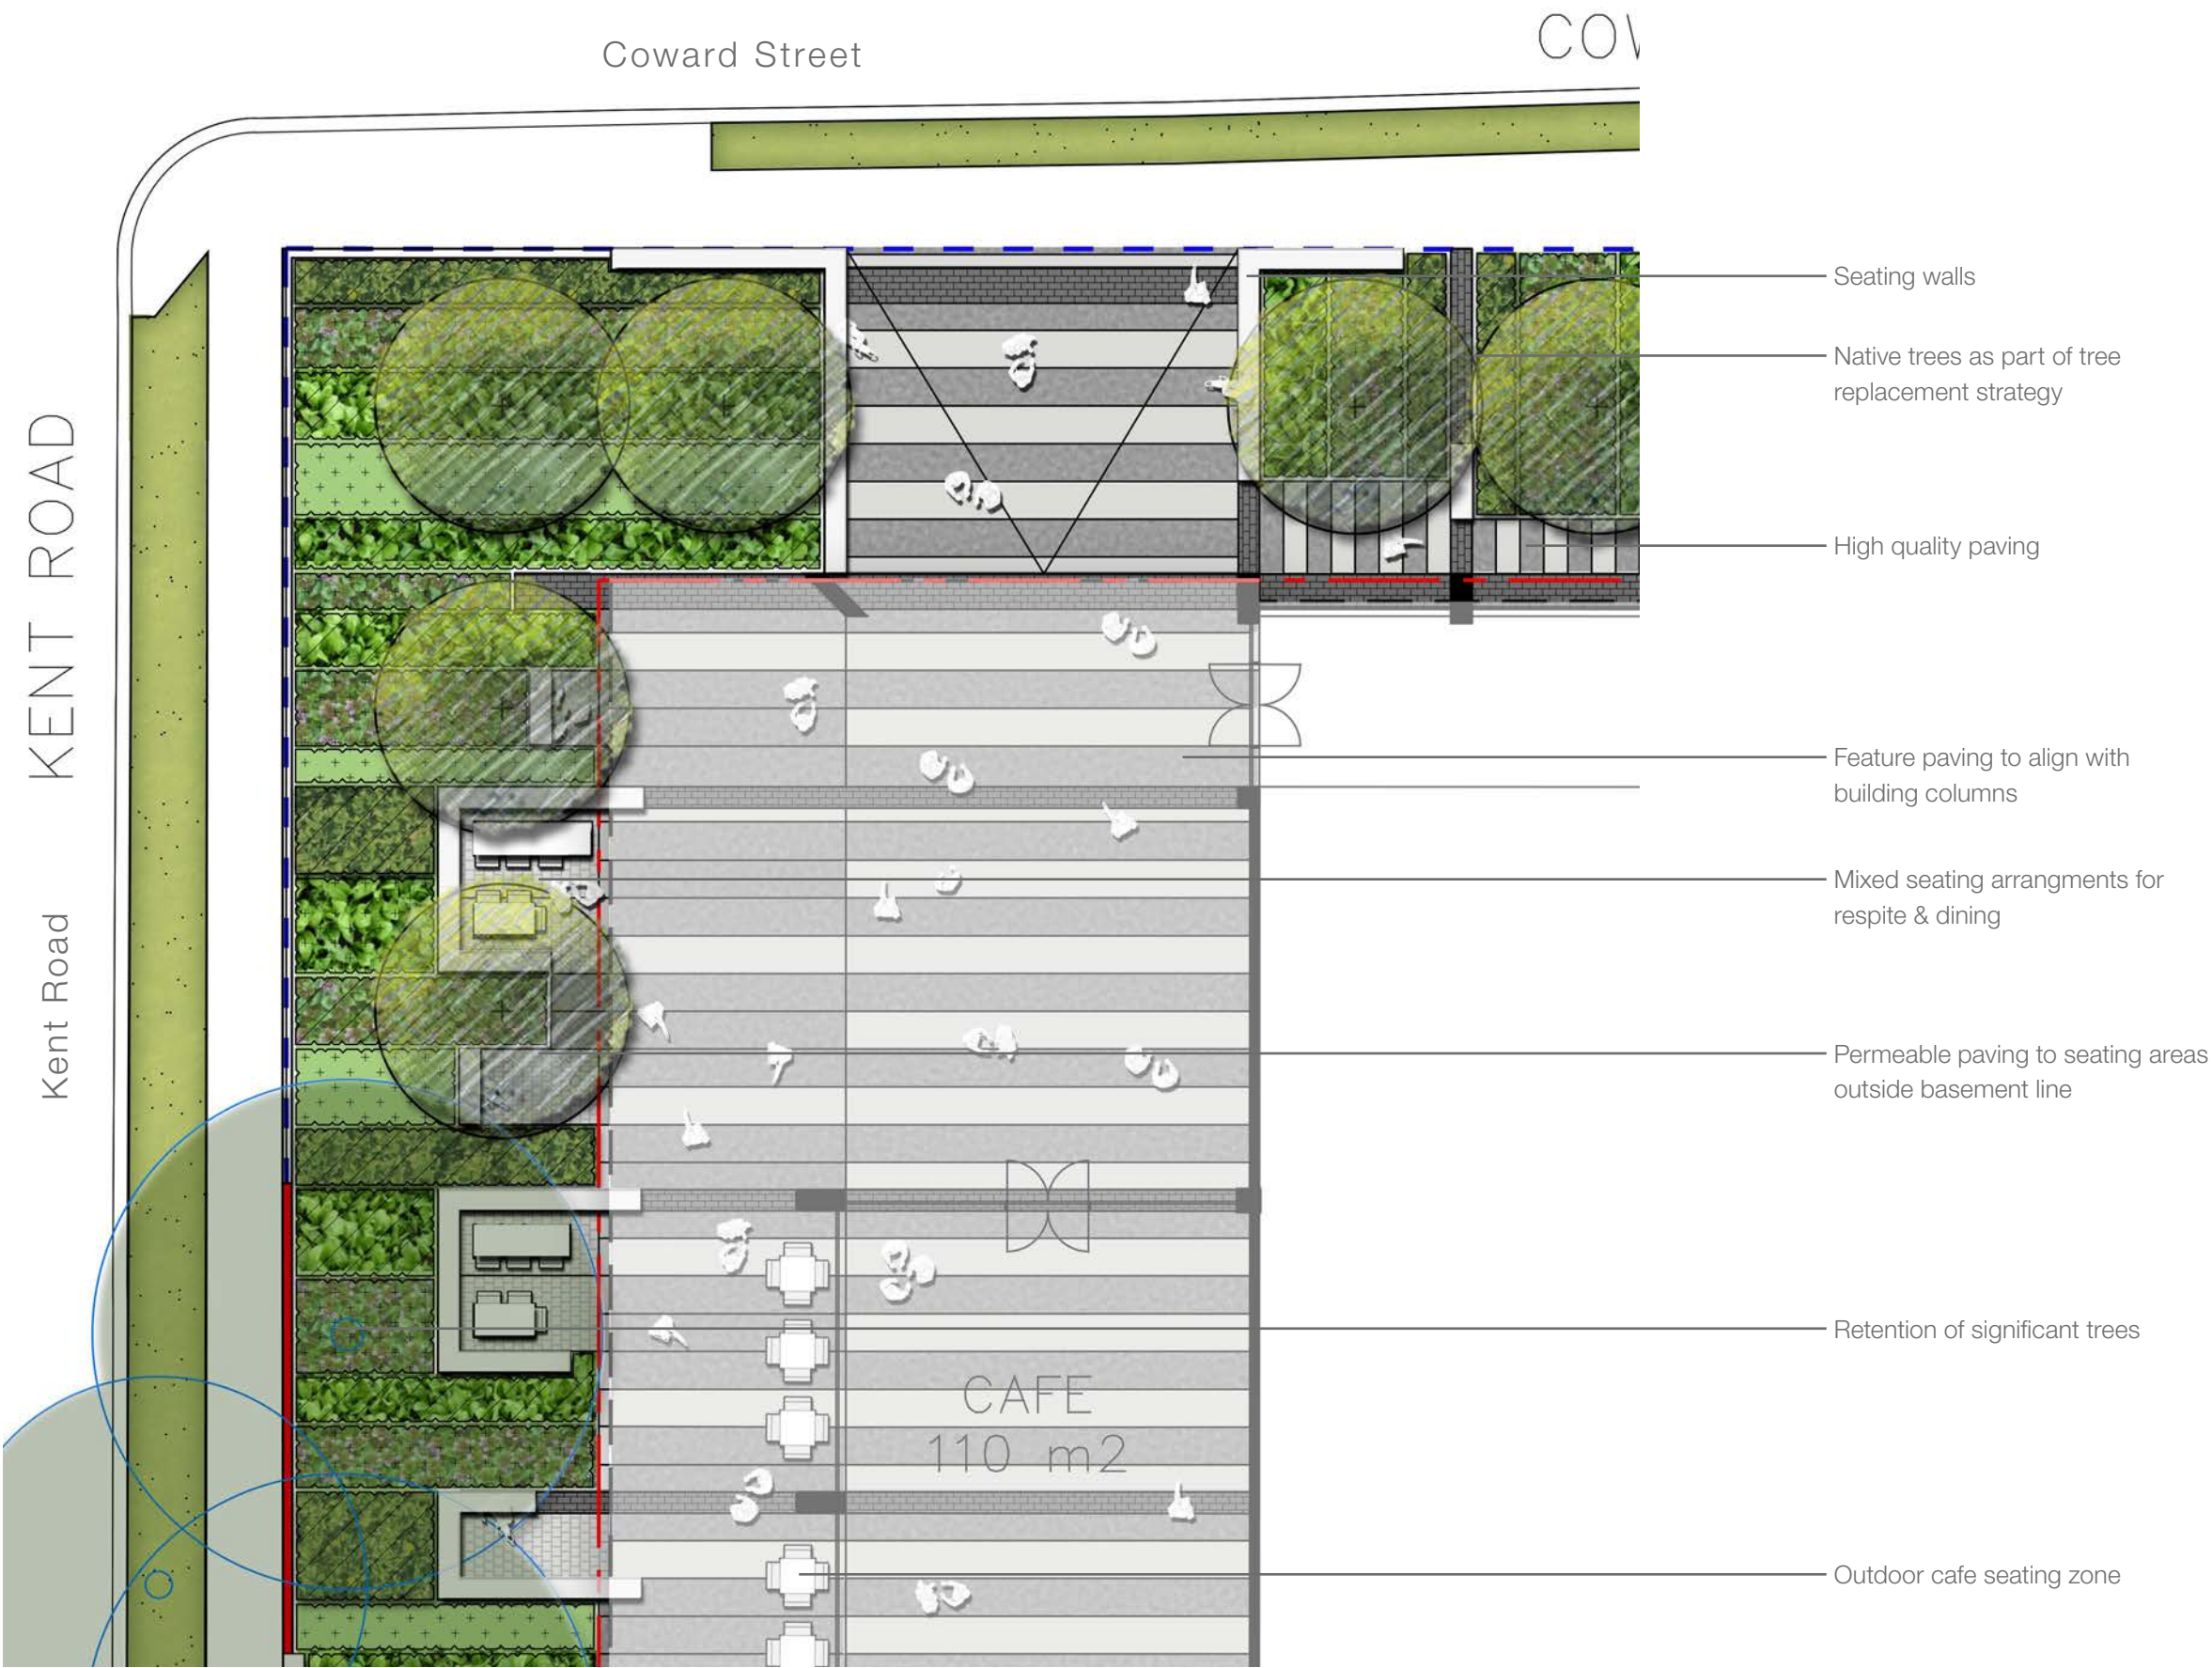 Coward Street
COW
KENT ROAD
Kent Road
Seating walls
Native trees as part of tree
replacement strategy
High quality paving
Feature paving to align with
building columns
Mixed seating arrangments for
respite & dining
Permeable paving to seating areas
outside basement line
Retention of significant trees
CAFE
110 m2
Outdoor cafe seating zone